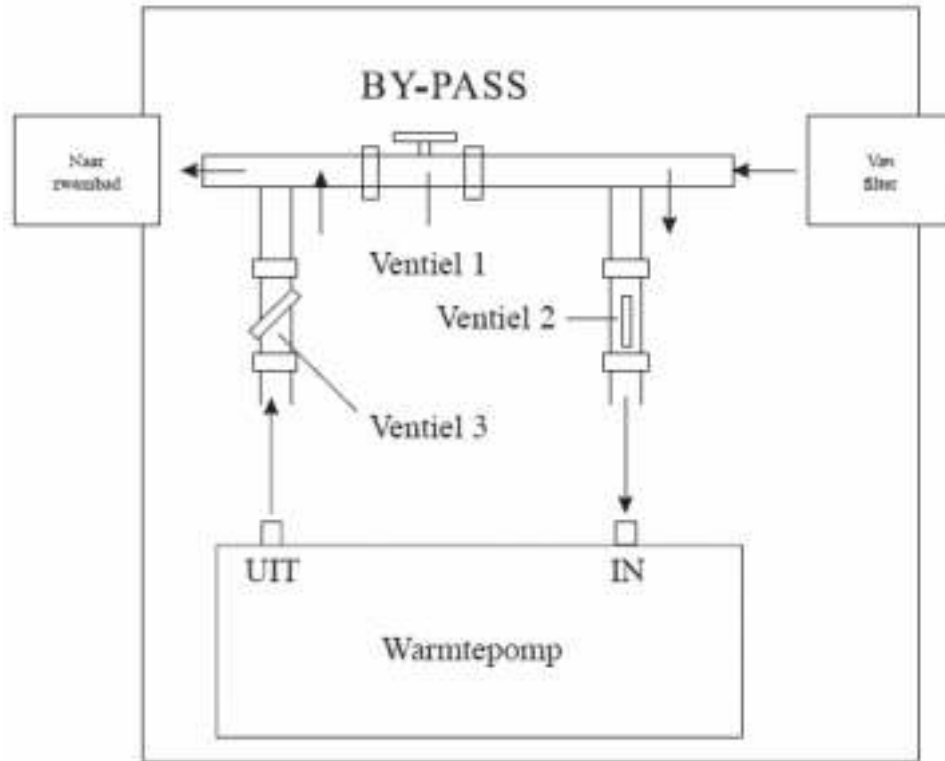 BY-PASS
Naar
zwembad
Van
filter
Ventiel 1
Ventiel 2
Ventiel 3
UIT
IN
Warmtepomp